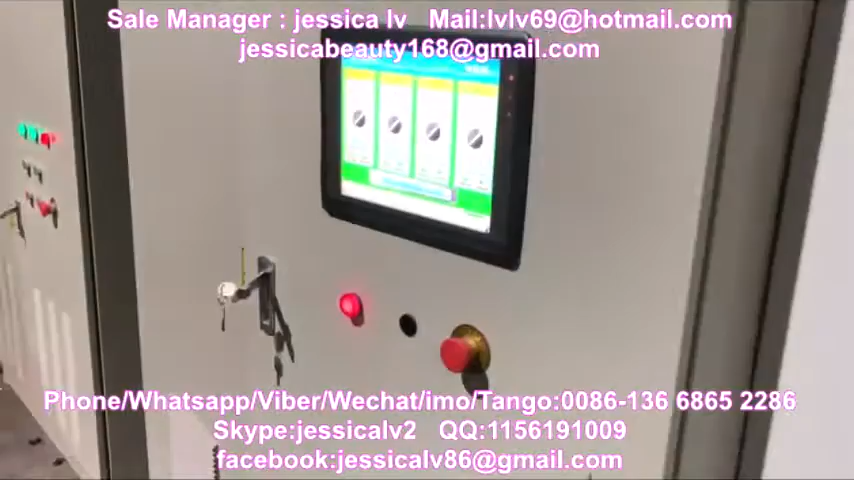 Sale Manager : jessica lv   Mail:lvlv69@hotmail.com
jessicabeauty168@gmail.com
Phone/Whatsapp/Viber/Wechat/imo/Tango:0086-136 6865 2286
Skype:jessicalv2   QQ:1156191009
facebook:jessicalv86@gmail.com